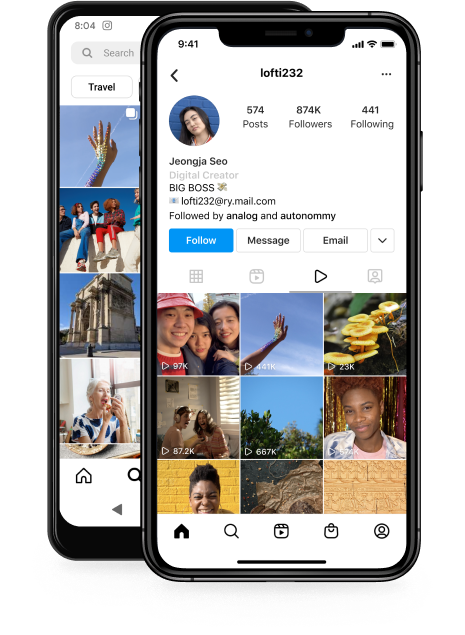 8:04
Search
Travel
9:41
lofti232
574
874K
441
Posts
Followers
Following
Jeongja Seo
Digital Creator
BIG BOSS
lofti232@ry.mail.com
Followed by analog and autonommy
Follow
Message
Email
97K
441K
23K
87.2K
667K